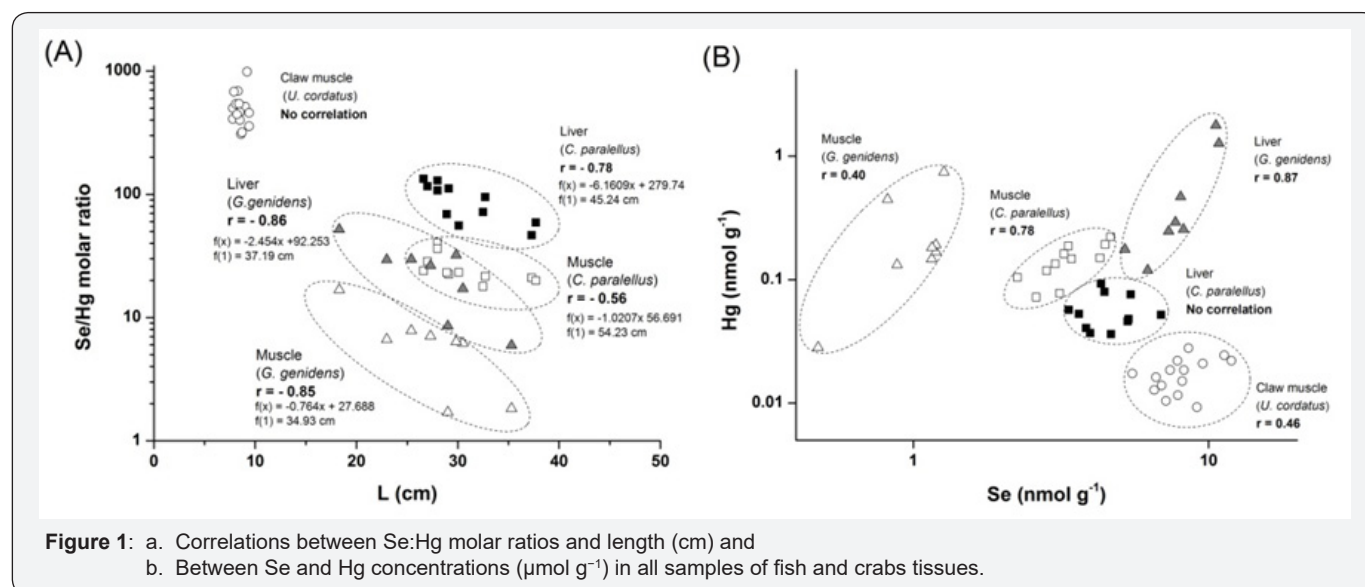 (A)
Se/Hg molar ratio
1000
100
10
1
0
10
20
30
40
50
L (cm)
Claw muscle
(U. cordatus)
No correlation
Liver
(C. paralellus)
r = - 0.78
f(x) = -6.1609x + 279.74
f(1) = 45.24 cm
Liver
(G.genidens)
r = - 0.86
f(x) = -2.454x +92.253
f(1) = 37.19 cm
Muscle
(C. paralellus)
r = -0.56
f(x) = -1.0207x 56.691
f(1) = 54.23 cm
Muscle
(G. genidens)
r = -0.85
f(x) = -0.764x + 27.688
f(1) = 34.93 cm
(B)
Hg (nmol g⁻¹)
1
0.1
0.01
1
10
Se (nmol g⁻¹)
Muscle
(G. genidens)
r = 0.40
Muscle
(C. paralellus)
r = 0.78
Liver
(G. genidens)
r = 0.87
Liver
(C. paralellus)
No correlation
Claw muscle
(U. cordatus)
r = 0.46
Figure 1: a. Correlations between Se:Hg molar ratios and length (cm) and
b. Between Se and Hg concentrations (μmol g⁻¹) in all samples of fish and crabs tissues.